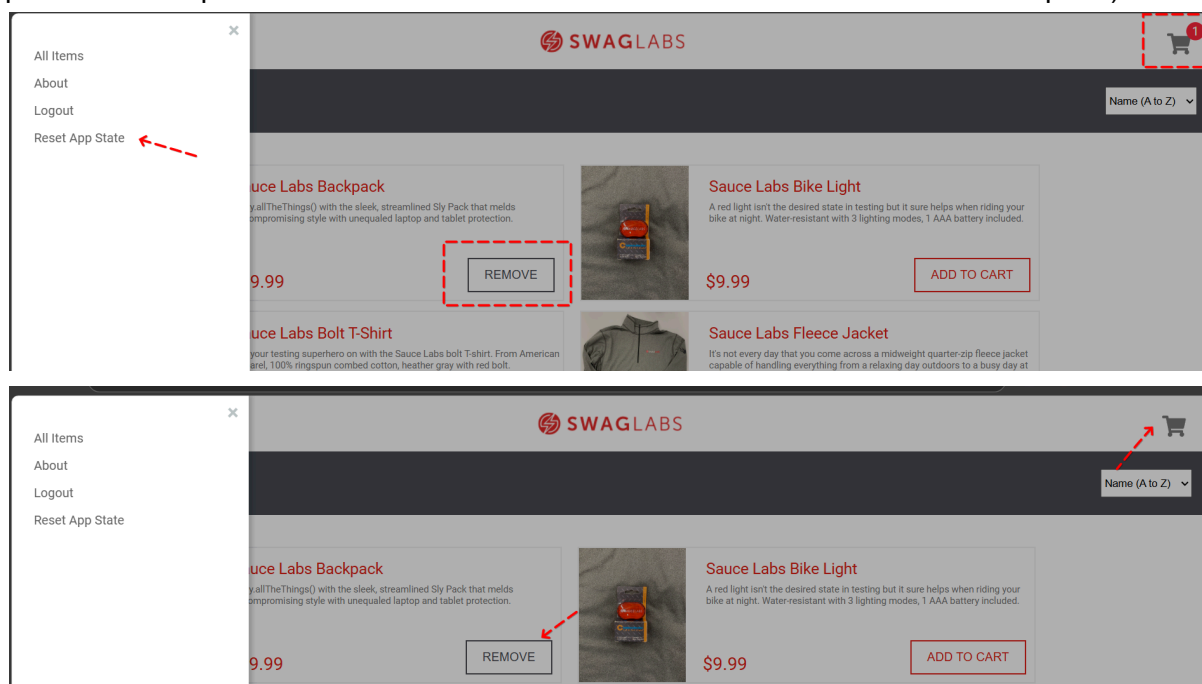 ×
All Items
SWAGLABS
1
About
Logout
Name (A to Z)
Reset App State
uce Labs Backpack
y.allTheThings() with the sleek, streamlined Sly Pack that melds
ompromising style with unequaled laptop and tablet protection.
9.99
REMOVE
Sauce Labs Bike Light
A red light isn't the desired state in testing but it sure helps when riding your
bike at night. Water-resistant with 3 lighting modes, 1 AAA battery included.
$9.99
ADD TO CART
uce Labs Bolt T-Shirt
your testing superhero on with the Sauce Labs bolt T-shirt. From American
arel, 100% ringspun combed cotton, heather gray with red bolt.
Sauce Labs Fleece Jacket
It's not every day that you come across a midweight quarter-zip fleece jacket
capable of handling everything from a relaxing day outdoors to a busy day at
×
All Items
SWAGLABS
About
Logout
Name (A to Z)
Reset App State
uce Labs Backpack
y.allTheThings() with the sleek, streamlined Sly Pack that melds
ompromising style with unequaled laptop and tablet protection.
9.99
REMOVE
Sauce Labs Bike Light
A red light isn't the desired state in testing but it sure helps when riding your
bike at night. Water-resistant with 3 lighting modes, 1 AAA battery included.
$9.99
ADD TO CART